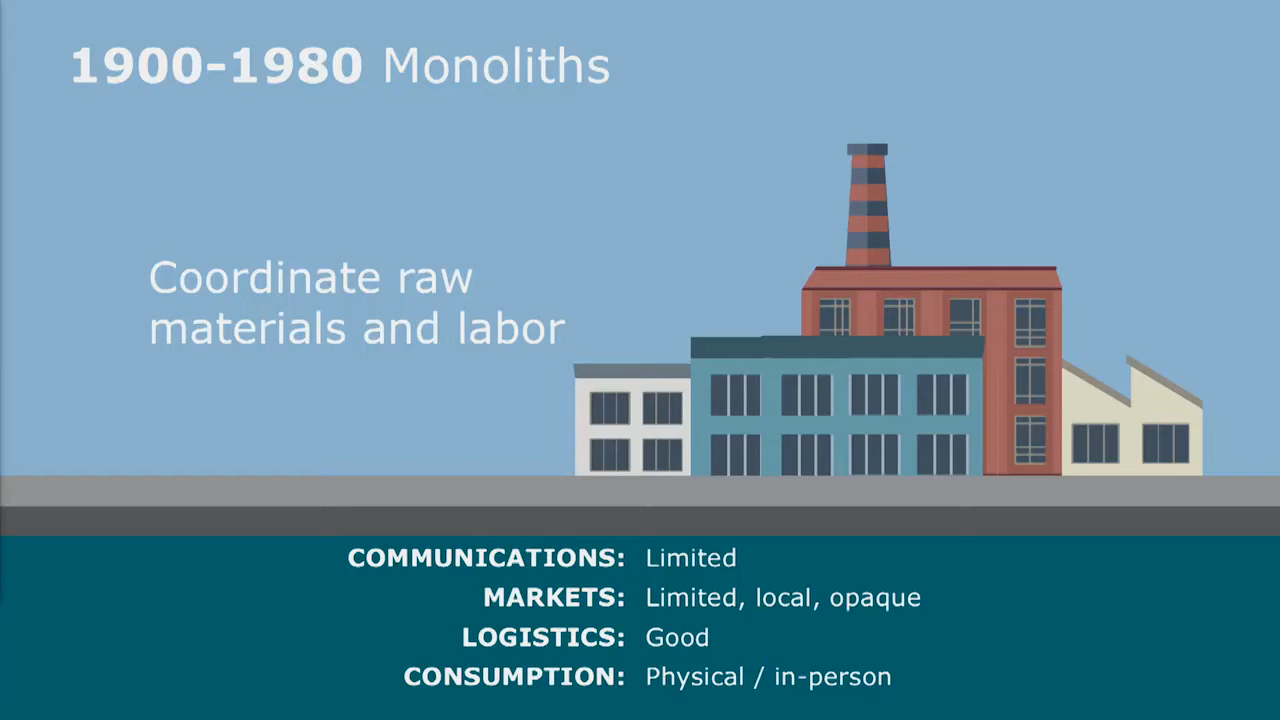 1900-1980 Monoliths
Coordinate raw
materials and labor
COMMUNICATIONS: Limited
MARKETS: Limited, local, opaque
LOGISTICS: Good
CONSUMPTION: Physical / in-person